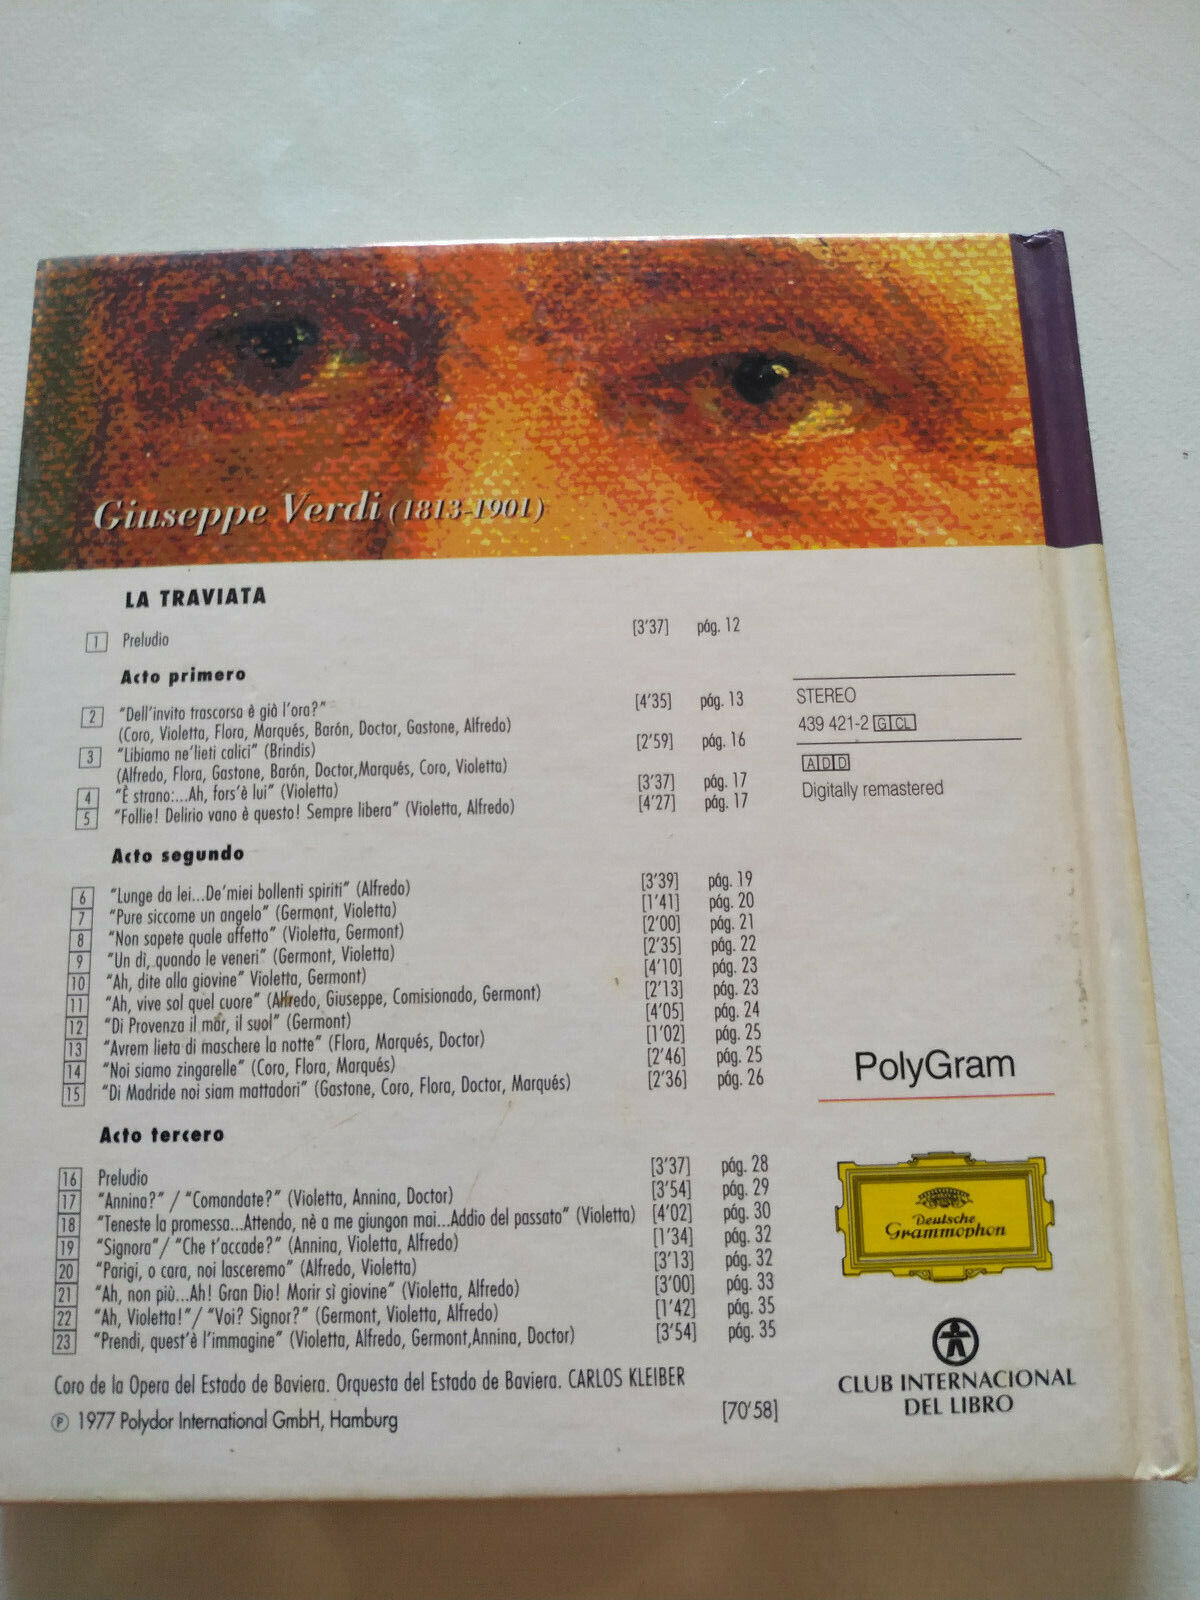 Giuseppe Verdi (1813-1901)
LA TRAVIATA
1 Preludio [3'37] pág. 12
Acto primero
2 "Dell'invito trascorsa è già l'ora?" [4'35] pág. 13
(Coro, Violetta, Flora, Marqués, Barón, Doctor, Gastone, Alfredo)
3 "Libiamo ne'lieti calici" (Brindis) [2'59] pág. 16
(Alfredo, Flora, Gastone, Barón, Doctor,Marqués, Coro, Violetta)
4 "È strano:...Ah, fors'è lui" (Violetta) [3'37] pág. 17
5 "Follie! Delirio vano è questo! Sempre libera" (Violetta, Alfredo) [4'27] pág. 17
Acto segundo
6 "Lunge da lei...De'miei bollenti spiriti" (Alfredo) [3'39] pág. 19
7 "Pure siccome un angelo" (Germont, Violetta) [1'41] pág. 20
8 "Non sapete quale affetto" (Violetta, Germont) [2'00] pág. 21
9 "Un dì, quando le veneri" (Germont, Violetta) [2'35] pág. 22
10 "Ah, dite alla giovine" Violetta, Germont) [4'10] pág. 23
11 "Ah, vive sol quel cuore" (Alfredo, Giuseppe, Comisionado, Germont) [2'13] pág. 23
12 "Di Provenza il mar, il suol" (Germont) [4'05] pág. 24
13 "Avrem lieta di maschere la notte" (Flora, Marqués, Doctor) [1'02] pág. 25
14 "Noi siamo zingarelle" (Coro, Flora, Marqués) [2'46] pág. 25
15 "Di Madride noi siam mattadori" (Gastone, Coro, Flora, Doctor, Marqués) [2'36] pág. 26
Acto tercero
16 Preludio [3'37] pág. 28
17 "Annina?" / "Comandate?" (Violetta, Annina, Doctor) [3'54] pág. 29
18 "Teneste la promessa...Attendo, nè a me giungon mai...Addio del passato" (Violetta) [4'02] pág. 30
19 "Signora"/ "Che t'accade?" (Annina, Violetta, Alfredo) [1'34] pág. 32
20 "Parigi, o cara, noi lasceremo" (Alfredo, Violetta) [3'13] pág. 32
21 "Ah, non più...Ah! Gran Dio! Morir sì giovine" (Violetta, Alfredo) [3'00] pág. 33
22 "Ah, Violetta!"/ "Voi? Signor?" (Germont, Violetta, Alfredo) [1'42] pág. 35
23 "Prendi, quest'è l'immagine" (Violetta, Alfredo, Germont,Annina, Doctor) [3'54] pág. 35
Coro de la Opera del Estado de Baviera. Orquesta del Estado de Baviera. CARLOS KLEIBER
℗ 1977 Polydor International GmbH, Hamburg [70'58]
STEREO
439 421-2 G CL
A D D
Digitally remastered
PolyGram
Deutsche
Grammophon
CLUB INTERNACIONAL
DEL LIBRO